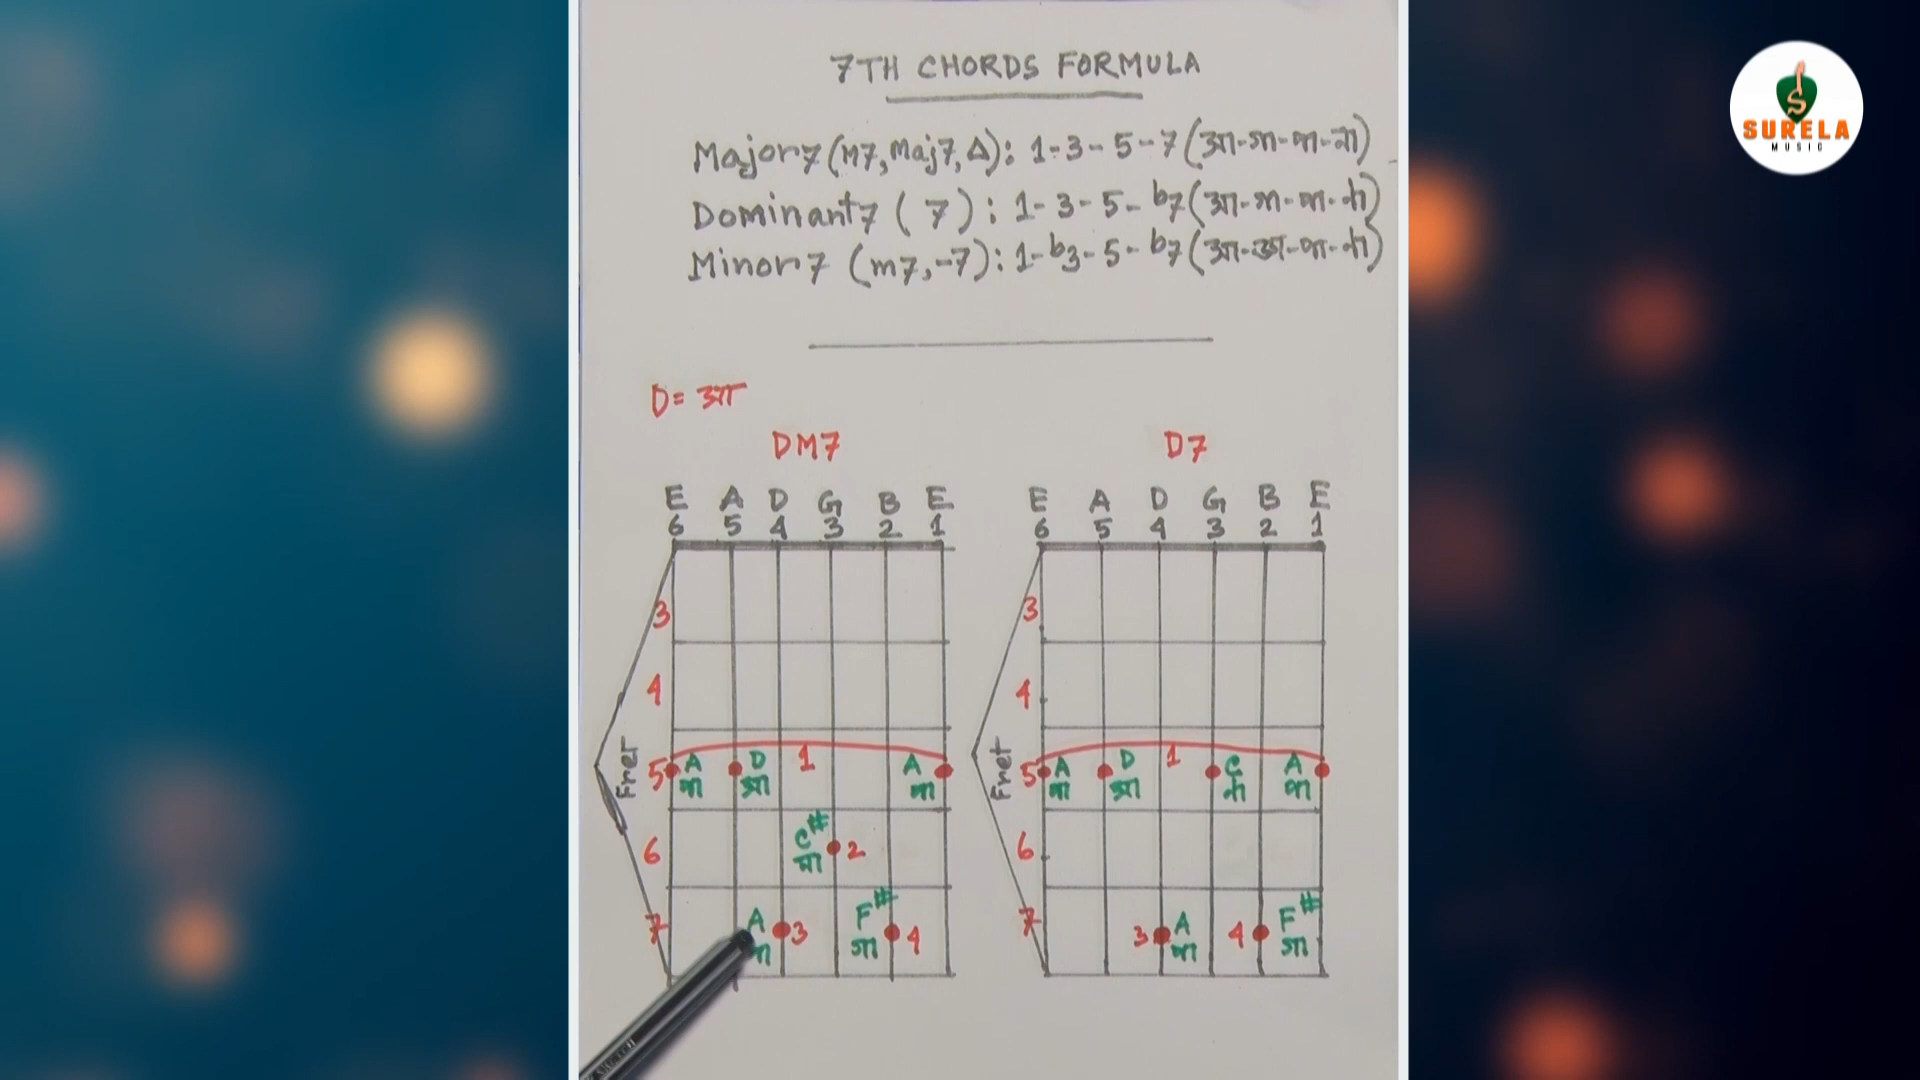 SURELA
MUSIC
7TH CHORDS FORMULA
Major7 (M7, Maj7, Δ): 1-3-5-7 (সা-গা-পা-না)
Dominant7 (7): 1-3-5-b7 (সা-গা-পা-ণা)
Minor7 (m7, -7): 1-b3-5-b7 (সা-জ্ঞা-পা-ণা)
D= সা
DM7
E A D G B E
6 5 4 3 2 1
3
4
Fret
5 A D 1 A
পা সা পা
C#
6 না 2
7 A 3 F# 4
পা গা
D7
E A D G B E
6 5 4 3 2 1
3
4
Fret
5 A D 1 C A
পা সা ণা পা
6
7 3 A 4 F#
পা গা